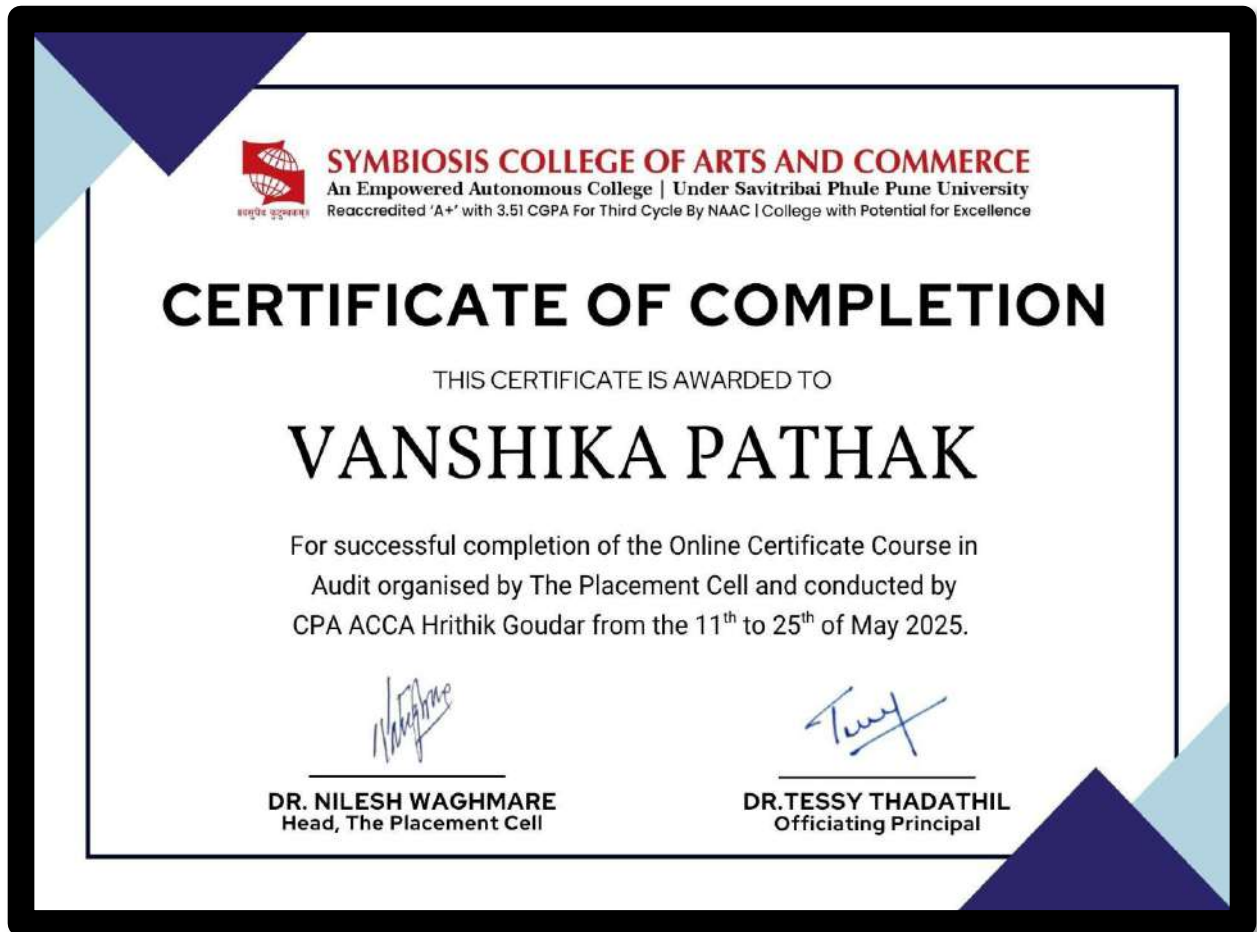 SYMBIOSIS COLLEGE OF ARTS AND COMMERCE
An Empowered Autonomous College | Under Savitribai Phule Pune University
Reaccredited ‘A+’ with 3.51 CGPA For Third Cycle By NAAC | College with Potential for Excellence
॥वसुधैव कुटुम्बकम्॥
CERTIFICATE OF COMPLETION
THIS CERTIFICATE IS AWARDED TO
VANSHIKA PATHAK
For successful completion of the Online Certificate Course in
Audit organised by The Placement Cell and conducted by
CPA ACCA Hrithik Goudar from the 11th to 25th of May 2025.
DR. NILESH WAGHMARE
Head, The Placement Cell
DR.TESSY THADATHIL
Officiating Principal